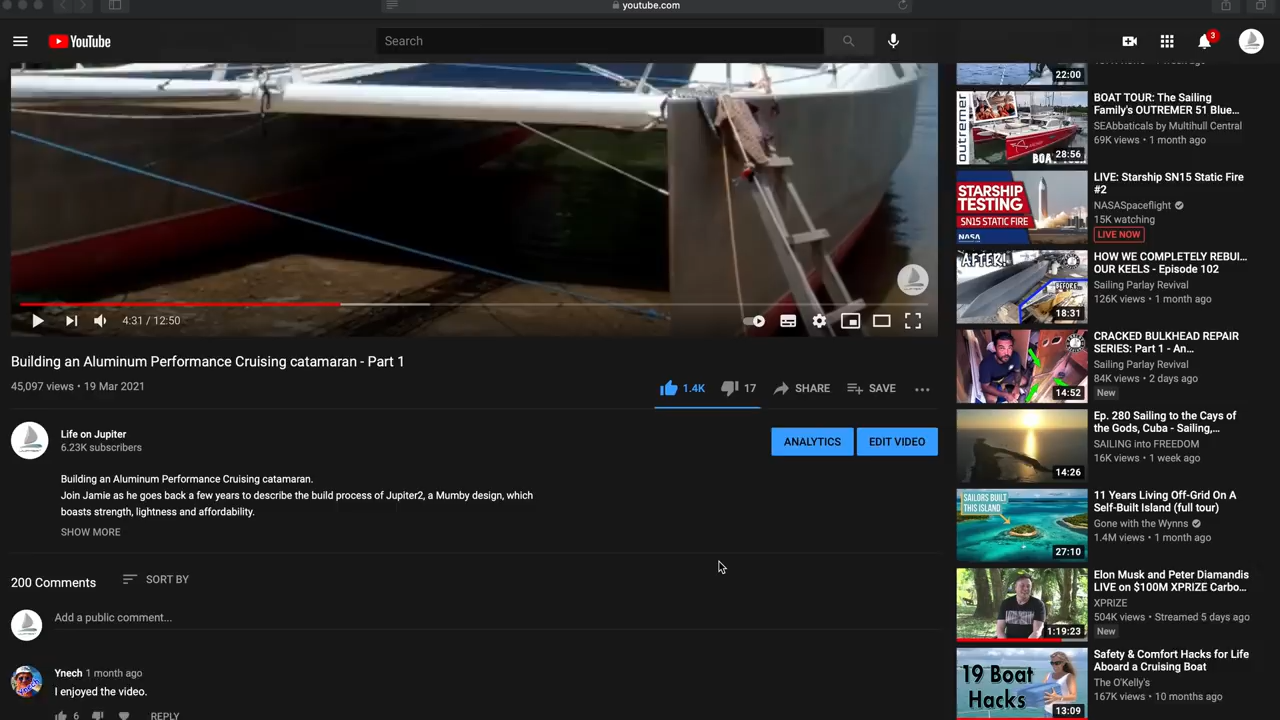 youtube.com
YouTube
Search
3
4:31 / 12:50
Building an Aluminum Performance Cruising catamaran - Part 1
45,097 views • 19 Mar 2021
1.4K
17
SHARE
SAVE
Life on Jupiter
6.23K subscribers
ANALYTICS
EDIT VIDEO
Building an Aluminum Performance Cruising catamaran.
Join Jamie as he goes back a few years to describe the build process of Jupiter2, a Mumby design, which
boasts strength, lightness and affordability.
SHOW MORE
200 Comments
SORT BY
Add a public comment...
Ynech 1 month ago
I enjoyed the video.
6
REPLY
22:00
outremer
BOAT TOUR
28:56
BOAT TOUR: The Sailing
Family's OUTREMER 51 Blue...
SEAbbaticals by Multihull Central
69K views • 1 month ago
STARSHIP
TESTING
SN15 STATIC FIRE
NASA
LIVE: Starship SN15 Static Fire
#2
NASASpaceflight
15K watching
LIVE NOW
AFTER!
BEFORE
18:31
HOW WE COMPLETELY REBUI...
OUR KEELS - Episode 102
Sailing Parlay Revival
126K views • 1 month ago
14:52
CRACKED BULKHEAD REPAIR
SERIES: Part 1 - An...
Sailing Parlay Revival
84K views • 2 days ago
New
14:26
Ep. 280 Sailing to the Cays of
the Gods, Cuba - Sailing,...
SAILING into FREEDOM
16K views • 1 week ago
SAILORS BUILT
THIS ISLAND
27:10
11 Years Living Off-Grid On A
Self-Built Island (full tour)
Gone with the Wynns
1.4M views • 1 month ago
1:19:23
Elon Musk and Peter Diamandis
LIVE on $100M XPRIZE Carbo...
XPRIZE
504K views • Streamed 5 days ago
New
19 Boat
Hacks
13:09
Safety & Comfort Hacks for Life
Aboard a Cruising Boat
The O'Kelly's
167K views • 10 months ago